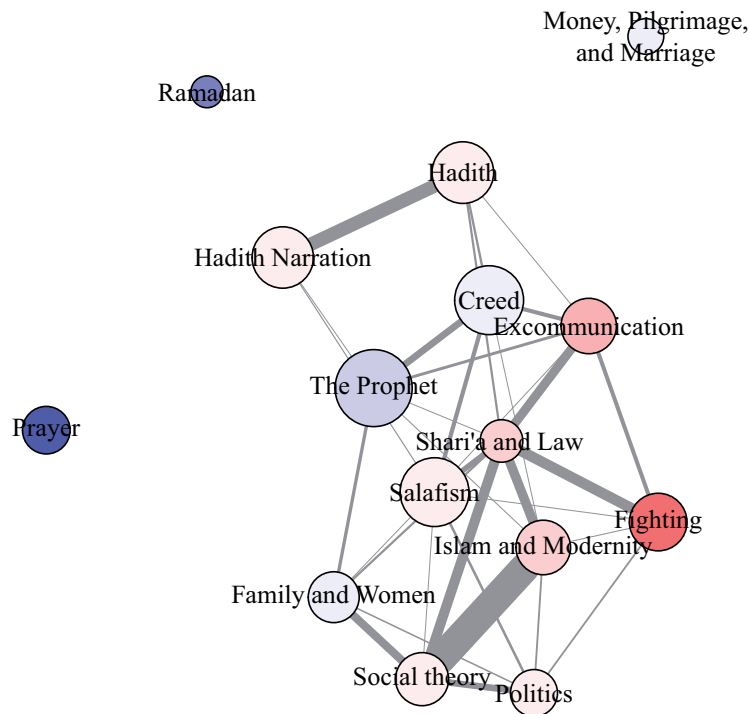 Money, Pilgrimage,
and Marriage
Ramadan
Hadith
Hadith Narration
Creed
Excommunication
The Prophet
Prayer
Shari'a and Law
Salafism
Fighting
Islam and Modernity
Family and Women
Social theory
Politics